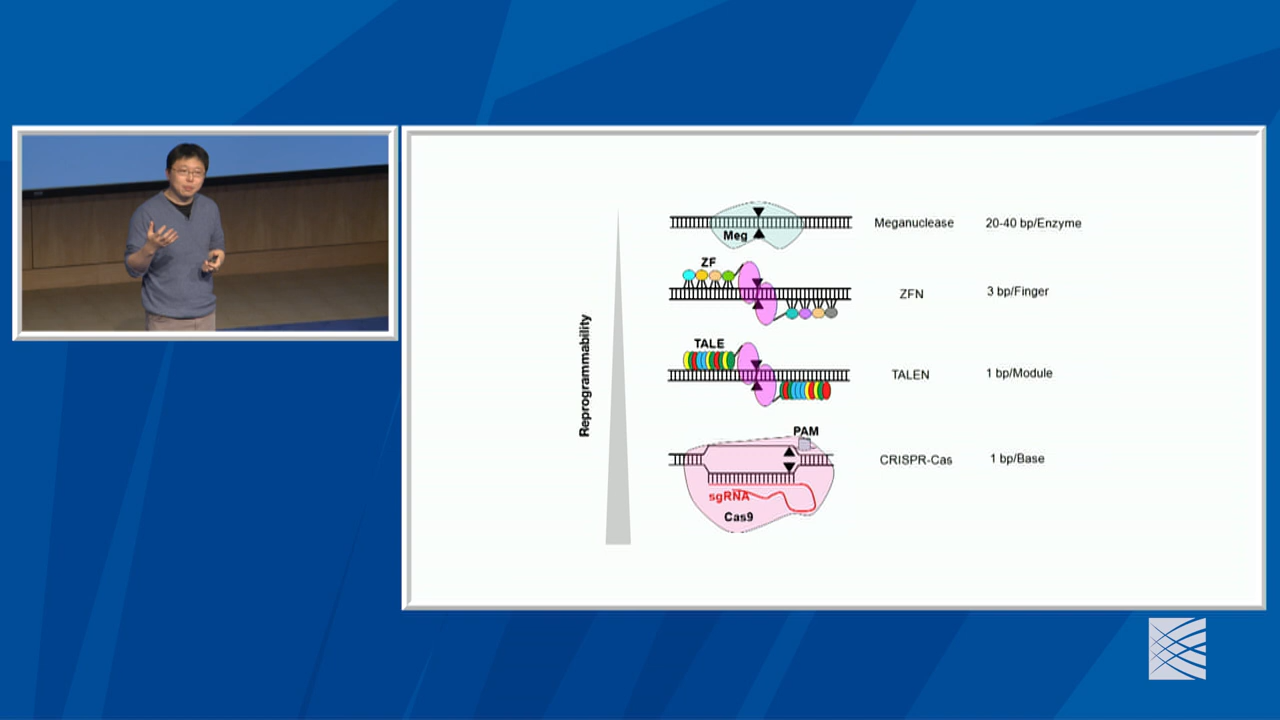 Reprogrammability
Meg
Meganuclease 20-40 bp/Enzyme
ZF
ZFN 3 bp/Finger
TALE
TALEN 1 bp/Module
PAM
CRISPR-Cas 1 bp/Base
sgRNA
Cas9